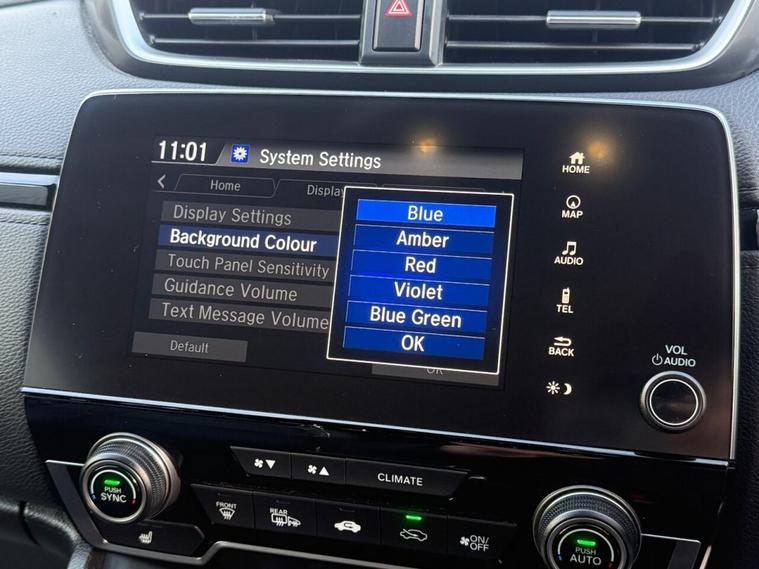 11:01 System Settings
Home Display
Display Settings
Background Colour
Touch Panel Sensitivity
Guidance Volume
Text Message Volume
Default
Blue
Amber
Red
Violet
Blue Green
OK
OK
HOME
MAP
AUDIO
TEL
BACK
VOL
AUDIO
PUSH
SYNC
CLIMATE
FRONT
REAR
ON/
OFF
PUSH
AUTO